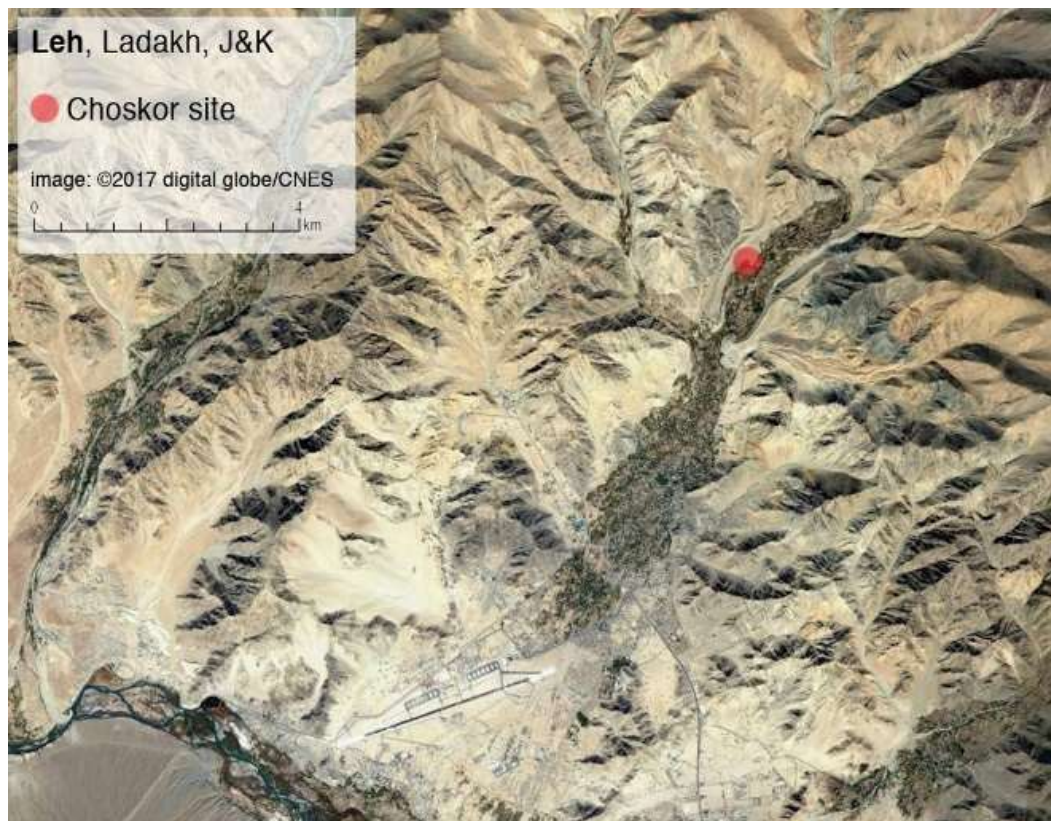 Leh, Ladakh, J&K
Choskor site
image: ©2017 digital globe/CNES
0 4
km